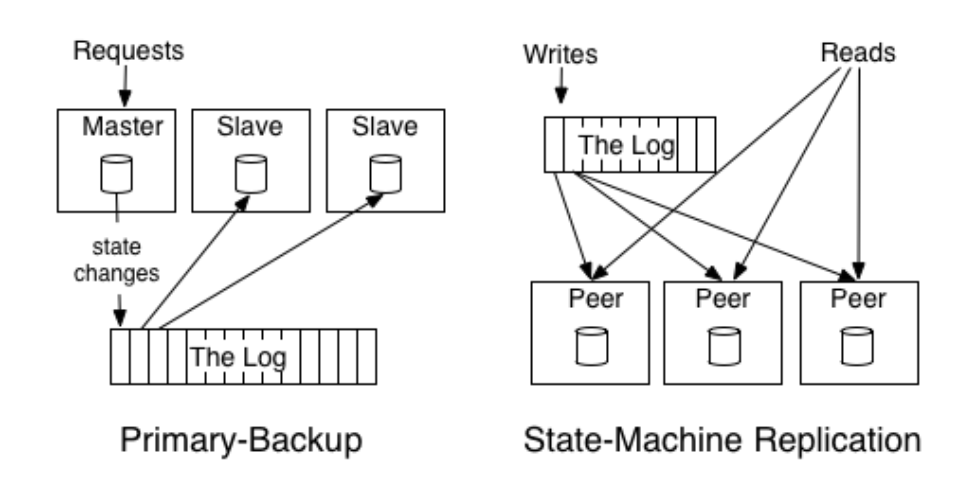 Requests
Master
Slave
Slave
state
changes
The Log
Primary-Backup
Writes
Reads
The Log
Peer
Peer
Peer
State-Machine Replication